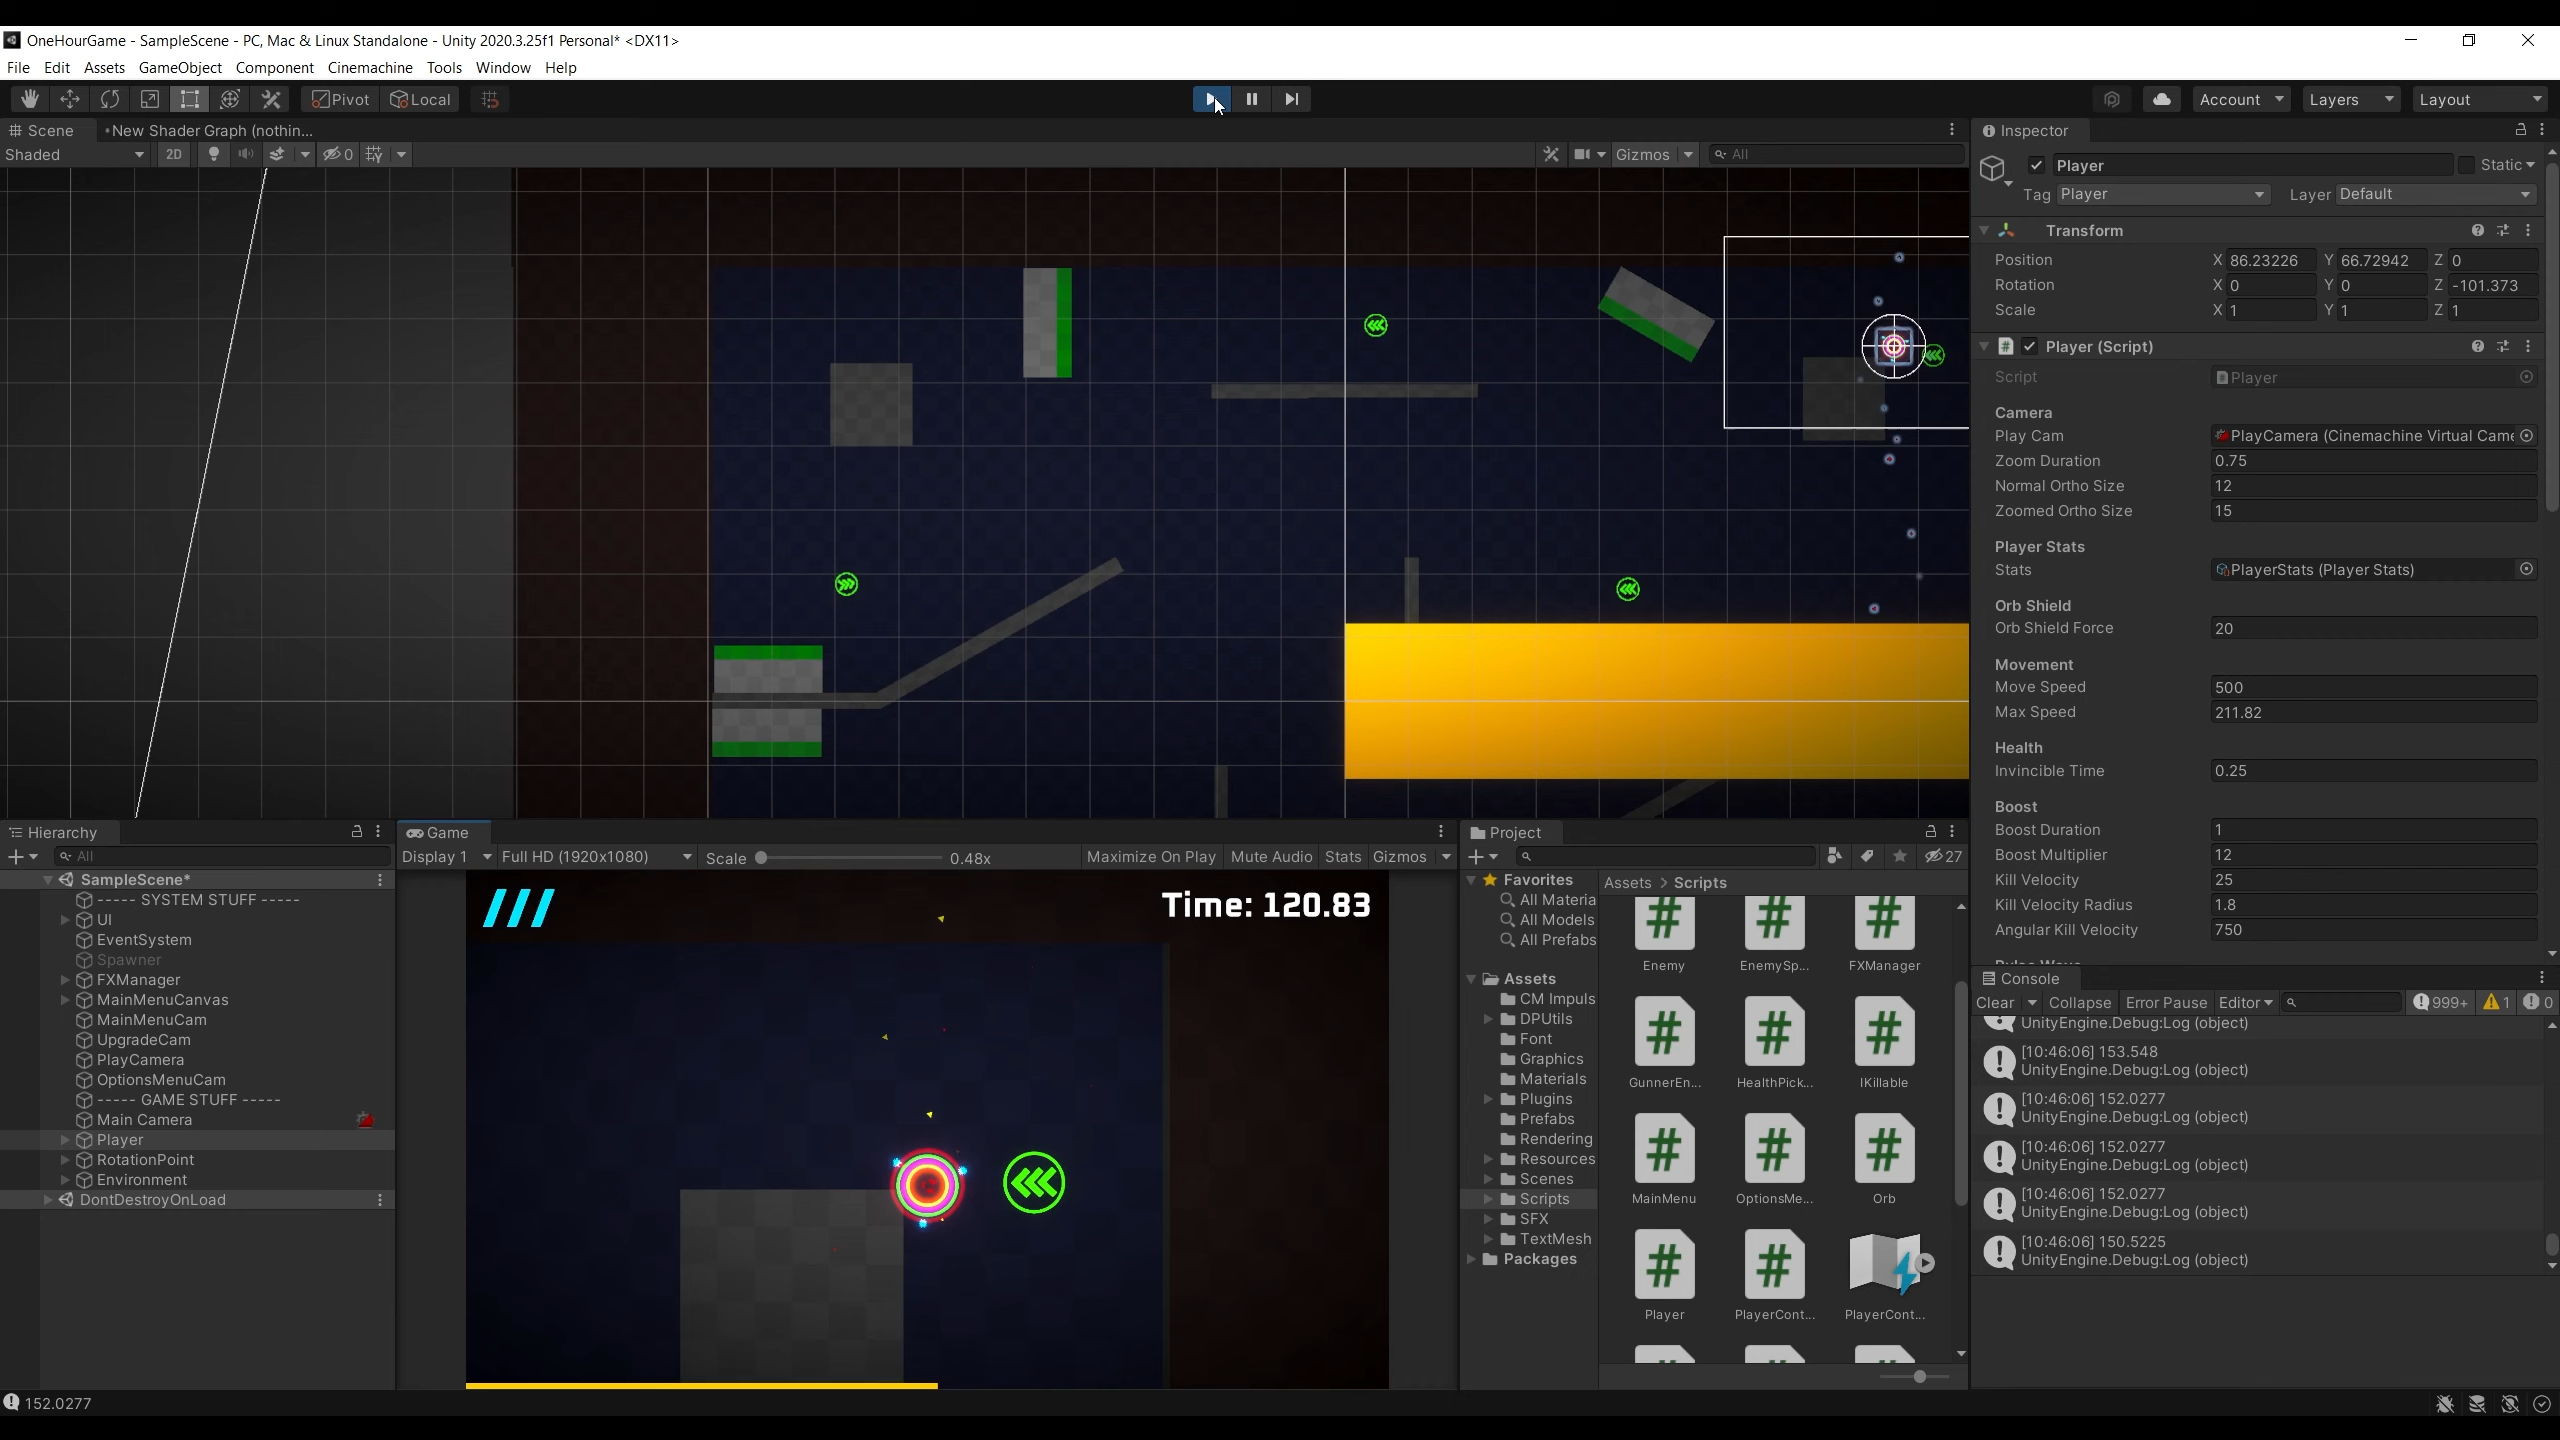 OneHourGame - SampleScene - PC, Mac & Linux Standalone - Unity 2020.3.25f1 Personal* <DX11>
File Edit Assets GameObject Component Cinemachine Tools Window Help
Pivot Local Account Layers Layout
Scene New Shader Graph (nothin...
Shaded 2D 0 Gizmos All
Inspector
Player Static
Tag Player Layer Default
Transform
Position X 86.23226 Y 66.72942 Z 0
Rotation X 0 Y 0 Z -101.373
Scale X 1 Y 1 Z 1
Player (Script)
Script Player
Camera
Play Cam PlayCamera (Cinemachine Virtual Came
Zoom Duration 0.75
Normal Ortho Size 12
Zoomed Ortho Size 15
Player Stats
Stats PlayerStats (Player Stats)
Orb Shield
Orb Shield Force 20
Movement
Move Speed 500
Max Speed 211.82
Health
Invincible Time 0.25
Boost
Boost Duration 1
Boost Multiplier 12
Kill Velocity 25
Kill Velocity Radius 1.8
Angular Kill Velocity 750
Hierarchy
All
SampleScene*
----- SYSTEM STUFF -----
UI
EventSystem
Spawner
FXManager
MainMenuCanvas
MainMenuCam
UpgradeCam
PlayCamera
OptionsMenuCam
----- GAME STUFF -----
Main Camera
Player
RotationPoint
Environment
DontDestroyOnLoad
Game
Display 1 Full HD (1920x1080) Scale 0.48x Maximize On Play Mute Audio Stats Gizmos
Time: 120.83
Project
27
Favorites
All Materia
All Models
All Prefabs
Assets
CM Impuls
DPUtils
Font
Graphics
Materials
Plugins
Prefabs
Rendering
Resources
Scenes
Scripts
SFX
TextMesh
Packages
Assets > Scripts
Enemy EnemySp... FXManager
GunnerEn... HealthPick... IKillable
MainMenu OptionsMe... Orb
Player PlayerCont... PlayerCont...
Console
Clear Collapse Error Pause Editor 999+ 1 0
UnityEngine.Debug:Log (object)
[10:46:06] 153.548
UnityEngine.Debug:Log (object)
[10:46:06] 152.0277
UnityEngine.Debug:Log (object)
[10:46:06] 152.0277
UnityEngine.Debug:Log (object)
[10:46:06] 152.0277
UnityEngine.Debug:Log (object)
[10:46:06] 150.5225
UnityEngine.Debug:Log (object)
152.0277